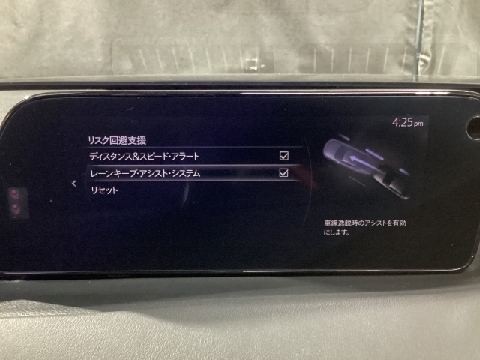 4.25pm
リスク回避支援
ディスタンス&スピード・アラート
レーンキープ・アシスト・システム
リセット
車線逸脱時のアシストを有効
にします。